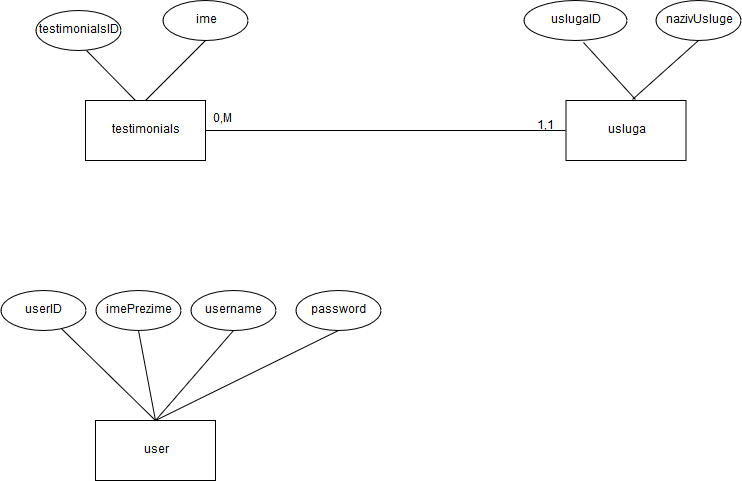 testimonialsID
ime
uslugaID
nazivUsluge
testimonials
0,M
1,1
usluga
userID
imePrezime
username
password
user